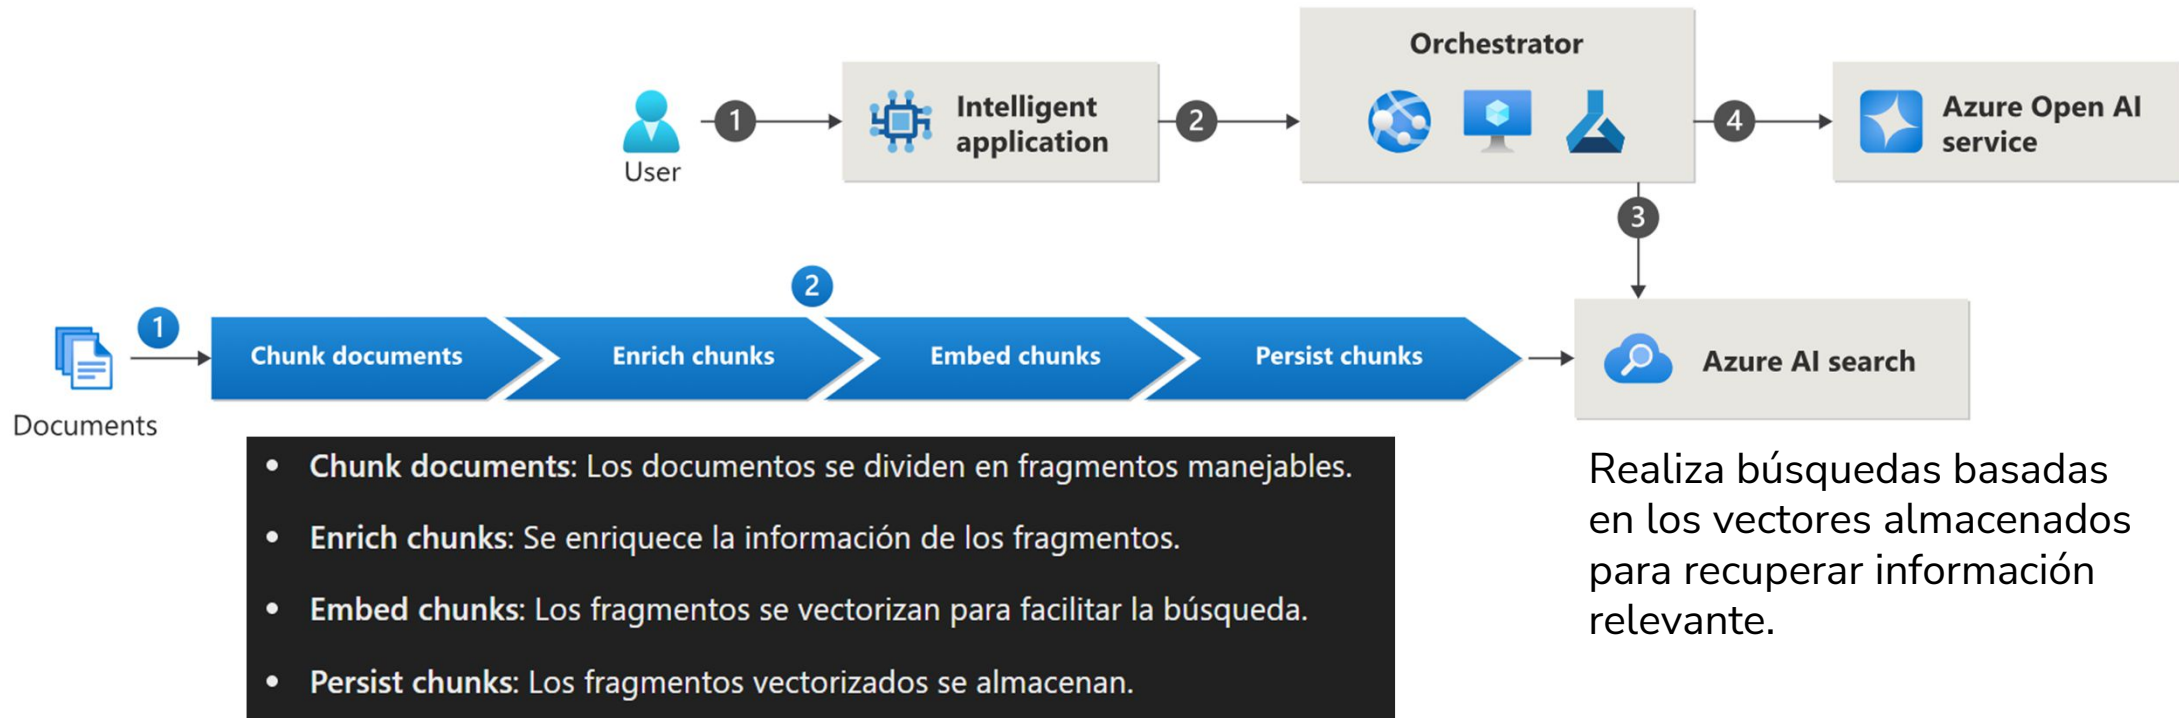 Orchestrator
Intelligent
application
Azure Open AI
service
User
1
2
4
3
1
2
Chunk documents
Enrich chunks
Embed chunks
Persist chunks
Azure AI search
Documents
• Chunk documents: Los documentos se dividen en fragmentos manejables.
• Enrich chunks: Se enriquece la información de los fragmentos.
• Embed chunks: Los fragmentos se vectorizan para facilitar la búsqueda.
• Persist chunks: Los fragmentos vectorizados se almacenan.
Realiza búsquedas basadas
en los vectores almacenados
para recuperar información
relevante.